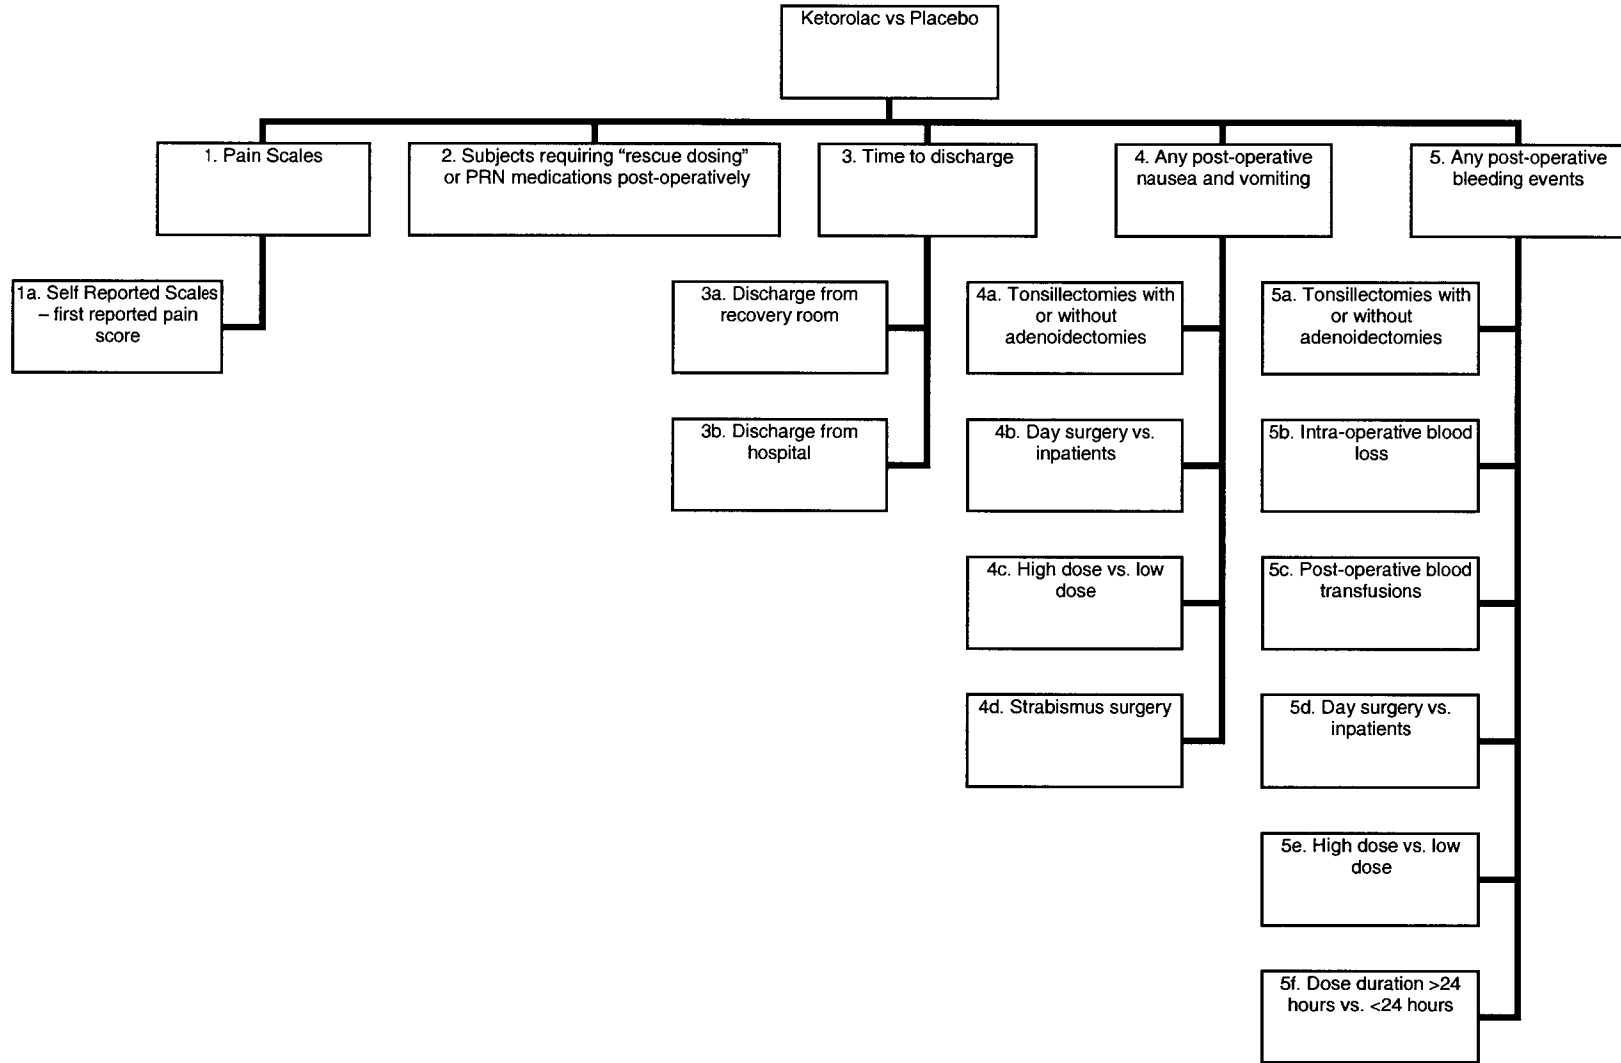 Ketorolac vs Placebo
1. Pain Scales
2. Subjects requiring “rescue dosing”
or PRN medications post-operatively
3. Time to discharge
4. Any post-operative
nausea and vomiting
5. Any post-operative
bleeding events
1a. Self Reported Scales
– first reported pain
score
3a. Discharge from
recovery room
3b. Discharge from
hospital
4a. Tonsillectomies with
or without
adenoidectomies
4b. Day surgery vs.
inpatients
4c. High dose vs. low
dose
4d. Strabismus surgery
5a. Tonsillectomies with
or without
adenoidectomies
5b. Intra-operative blood
loss
5c. Post-operative blood
transfusions
5d. Day surgery vs.
inpatients
5e. High dose vs. low
dose
5f. Dose duration >24
hours vs. <24 hours